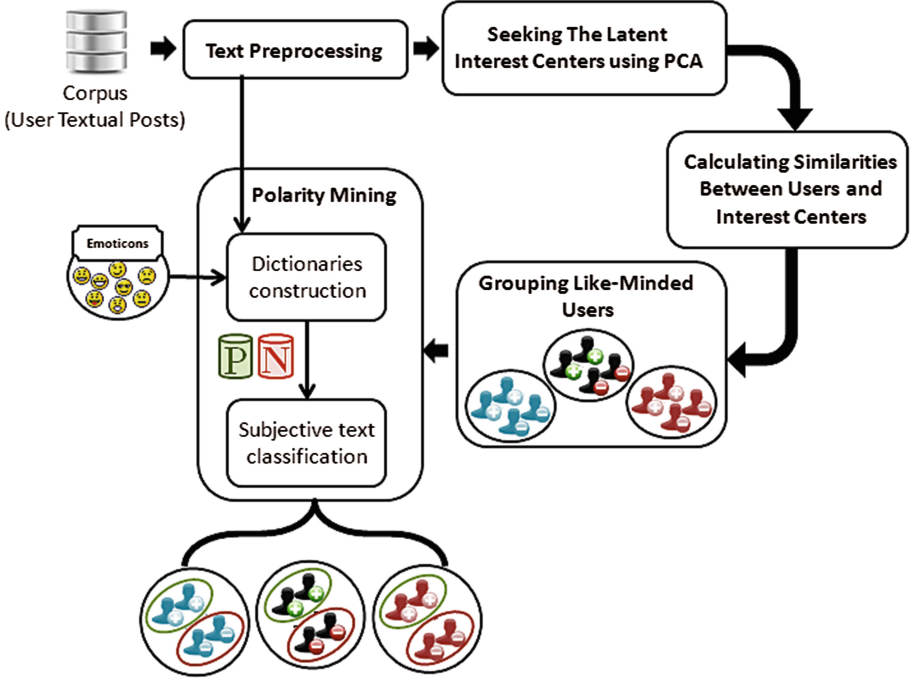 Corpus
(User Textual Posts)
Text Preprocessing
Seeking The Latent
Interest Centers using PCA
Calculating Similarities
Between Users and
Interest Centers
Grouping Like-Minded
Users
Polarity Mining
Emoticons
Dictionaries
construction
P N
Subjective text
classification